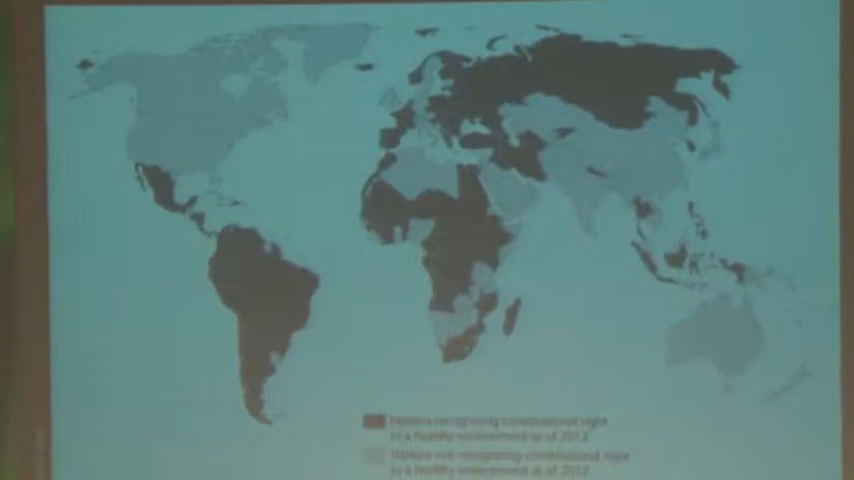 Nations recognizing constitutional right
to a healthy environment as of 2012
Nations not recognizing constitutional right
to a healthy environment as of 2012